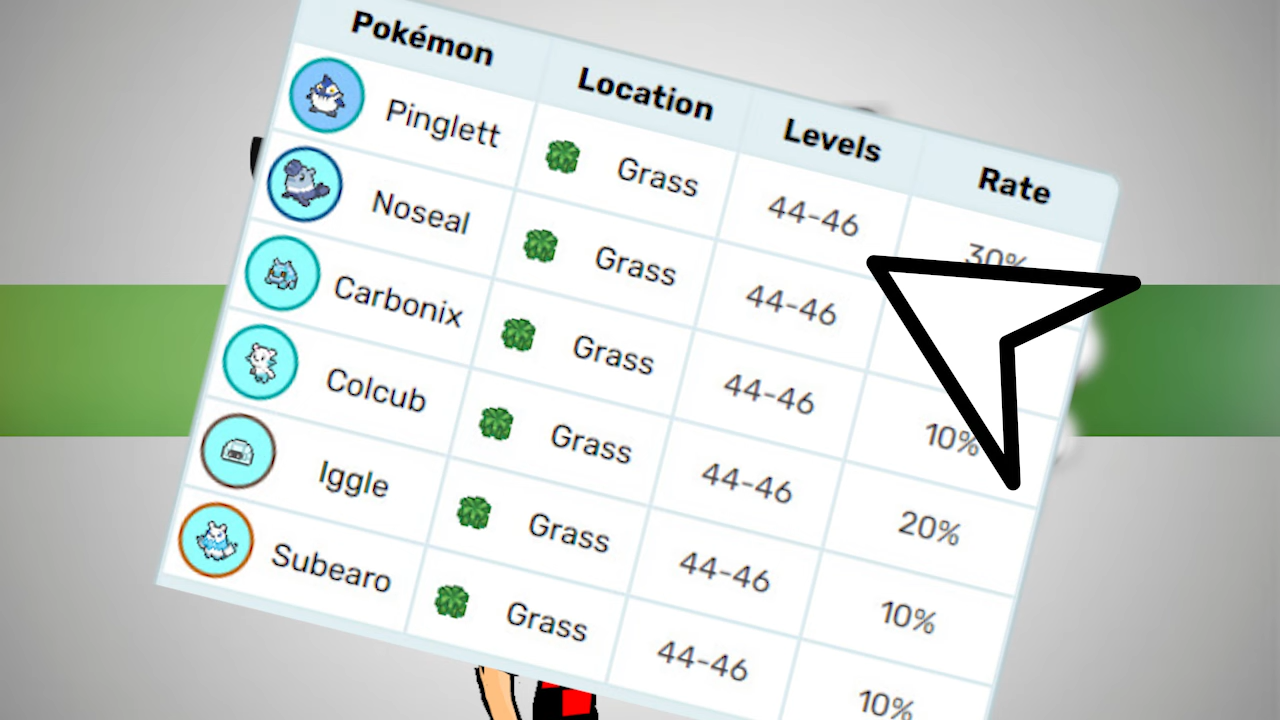 Pokémon Location Levels Rate
Pinglett Grass 44-46 30%
Noseal Grass 44-46
Carbonix Grass 44-46 10%
Colcub Grass 44-46 20%
Iggle Grass 44-46 10%
Subearo Grass 44-46 10%